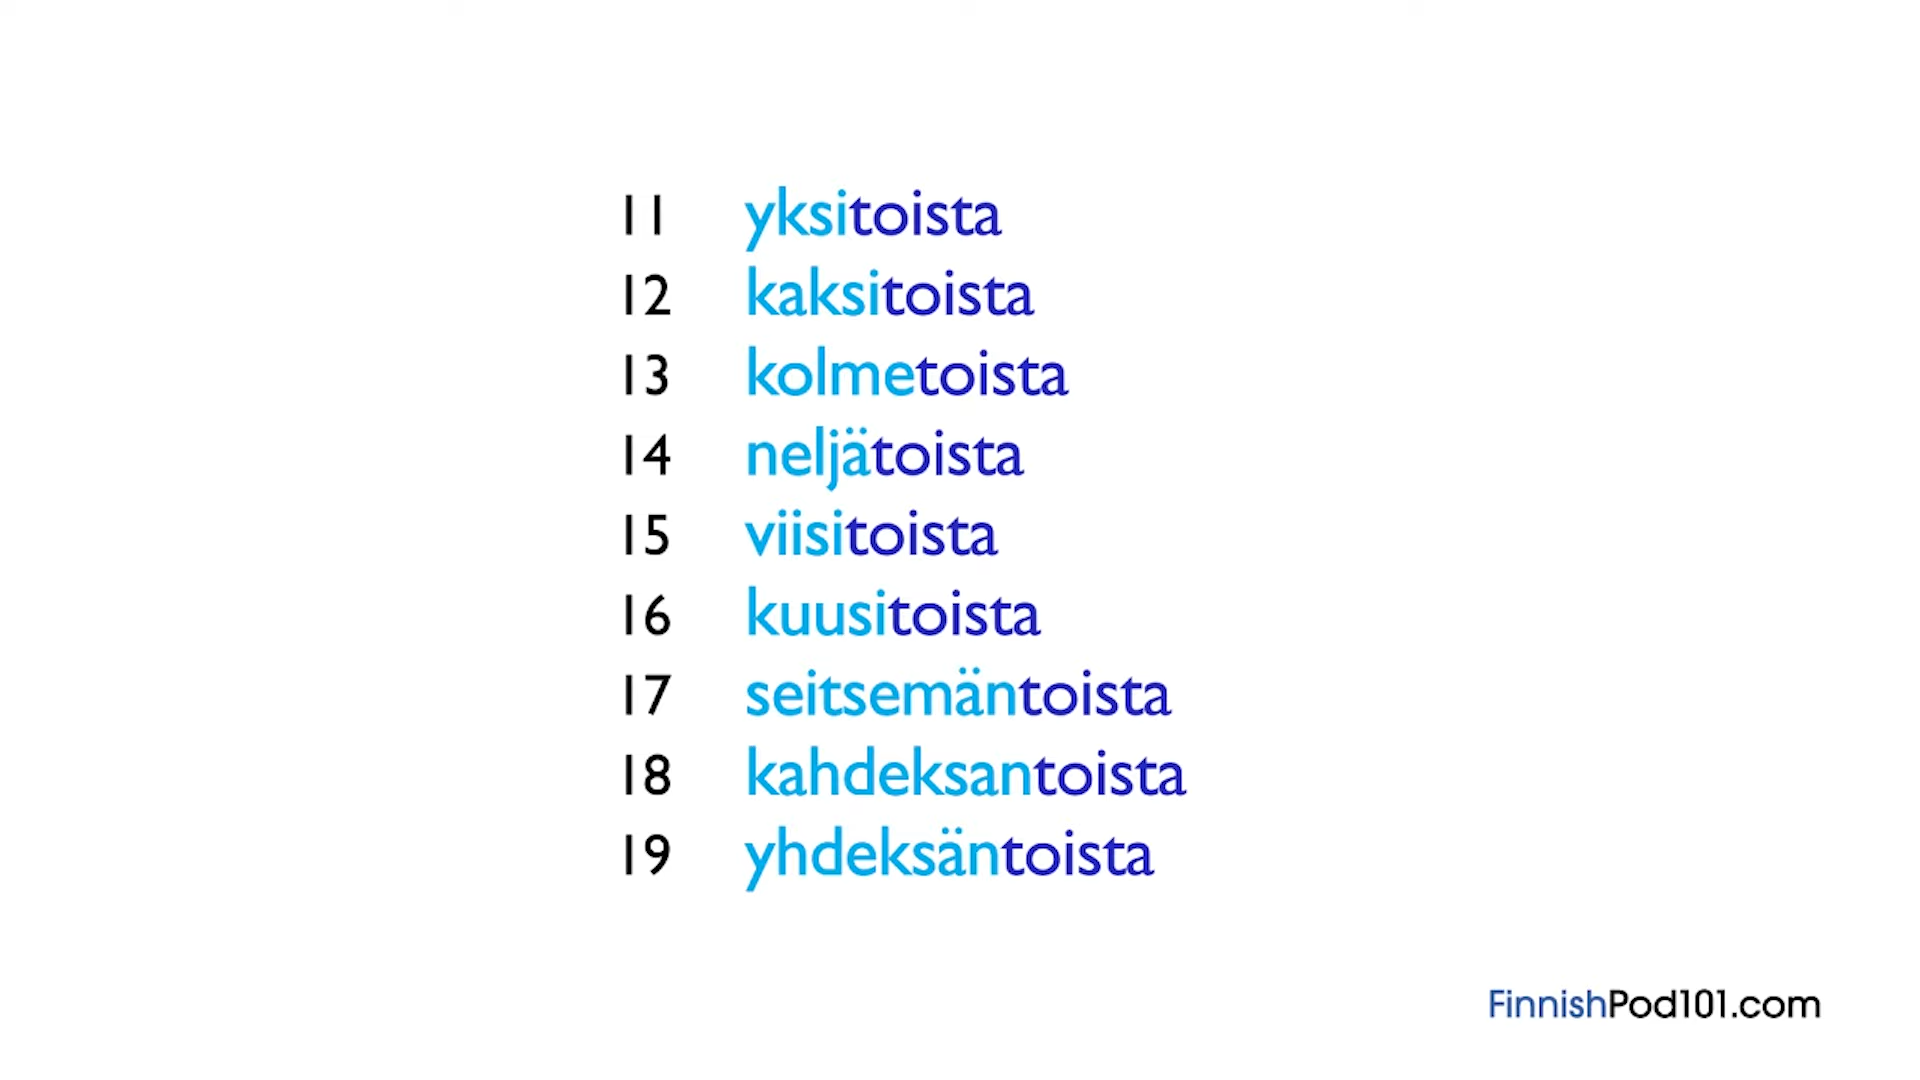 11 yksitoista
12 kaksitoista
13 kolmetoista
14 neljätoista
15 viisitoista
16 kuusitoista
17 seitsemäntoista
18 kahdeksantoista
19 yhdeksäntoista
FinnishPod101.com